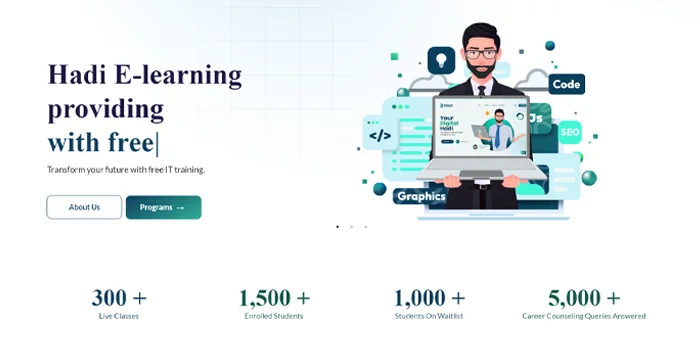 Hadi E-learning
providing
with free|
Transform your future with free IT training.
About Us
Programs →
Code
Your
Digital
Hadi
Js
</>
SEO
Graphics
300 +
Live Classes
1,500 +
Enrolled Students
1,000 +
Students On Waitlist
5,000 +
Career Counseling Queries Answered